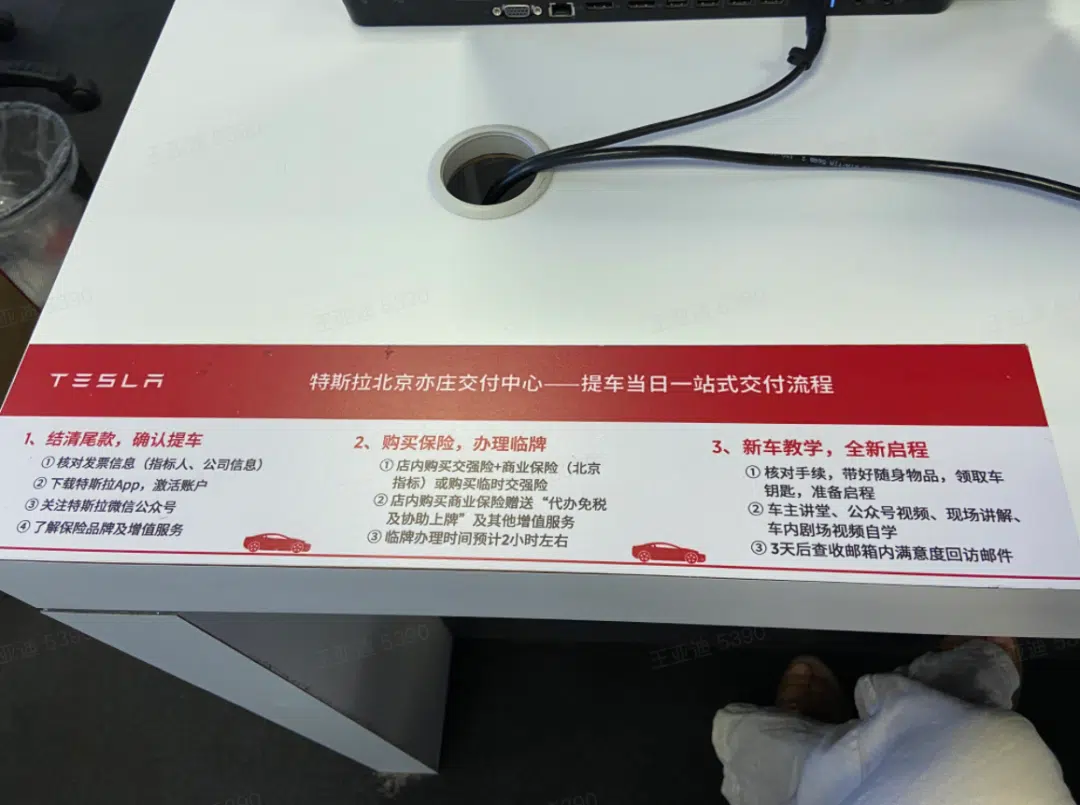 TESLA
特斯拉北京亦庄交付中心——提车当日一站式交付流程
1、结清尾款，确认提车
①核对发票信息（指标人、公司信息）
②下载特斯拉App，激活账户
③关注特斯拉微信公众号
④了解保险品牌及增值服务
2、购买保险，办理临牌
①店内购买交强险+商业保险（北京
指标）或购买临时交强险
②店内购买商业保险赠送“代办免税
及协助上牌”及其他增值服务
③临牌办理时间预计2小时左右
3、新车教学，全新启程
①核对手续，带好随身物品，领取车
钥匙，准备启程
②车主讲堂、公众号视频、现场讲解、
车内剧场视频自学
③3天后查收邮箱内满意度回访邮件
王亚迪 5390
王亚迪 5390
王亚迪 5390